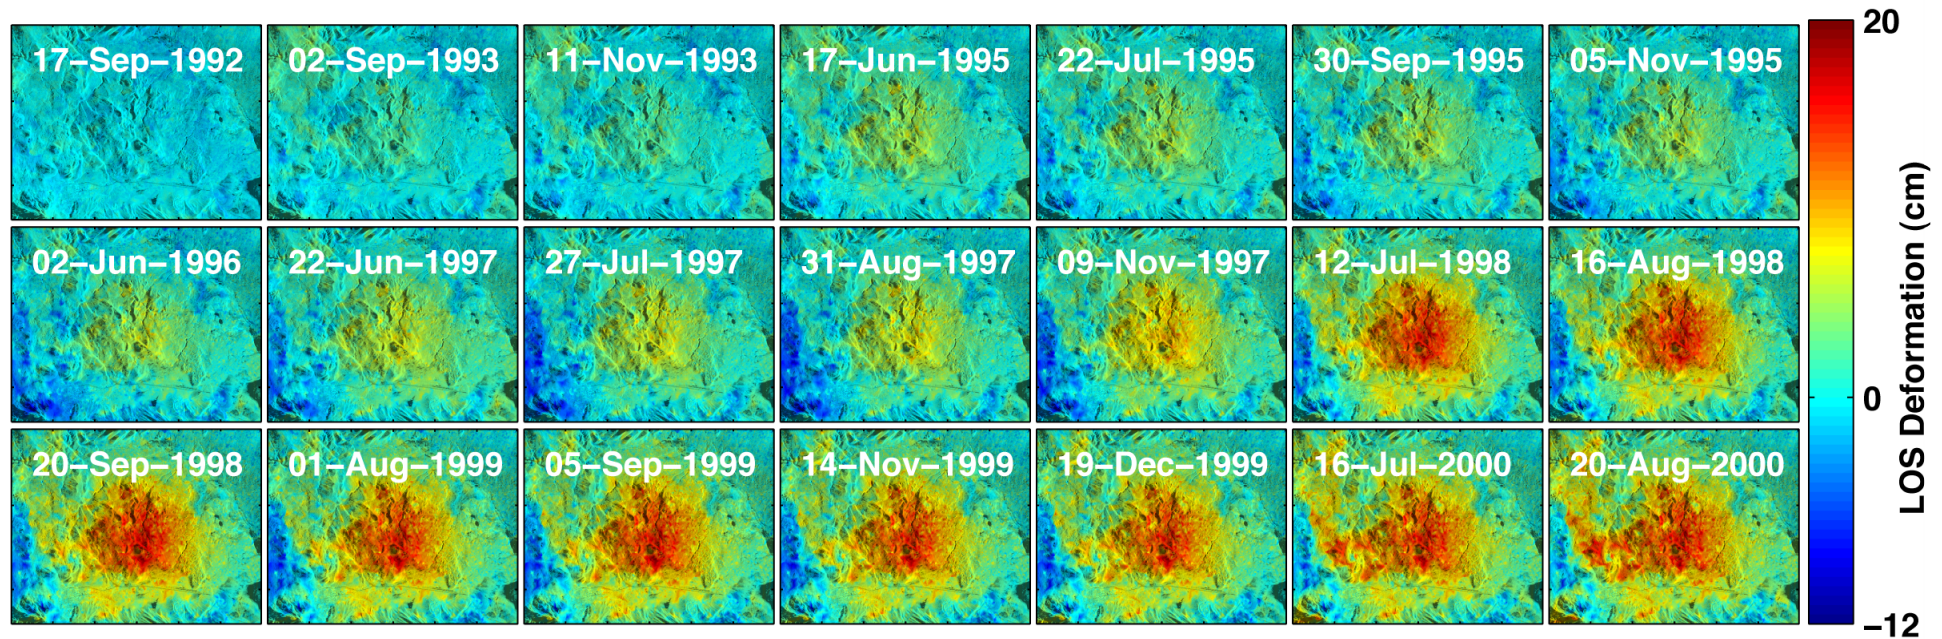 17–Sep–1992
02–Sep–1993
11–Nov–1993
17–Jun–1995
22–Jul–1995
30–Sep–1995
05–Nov–1995
02–Jun–1996
22–Jun–1997
27–Jul–1997
31–Aug–1997
09–Nov–1997
12–Jul–1998
16–Aug–1998
20–Sep–1998
01–Aug–1999
05–Sep–1999
14–Nov–1999
19–Dec–1999
16–Jul–2000
20–Aug–2000
20
0
–12
LOS Deformation (cm)